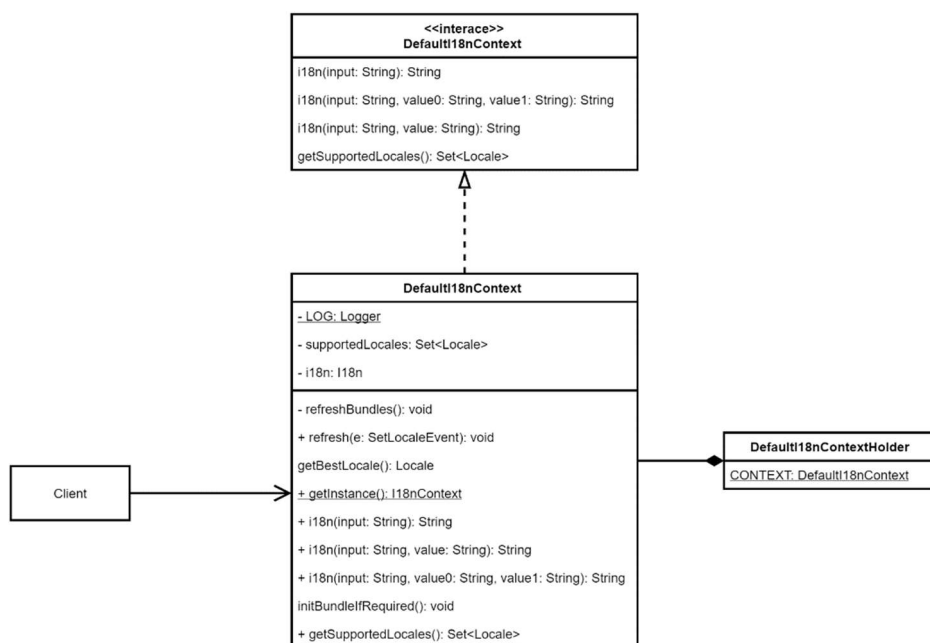 <<interace>>
DefaultI18nContext
i18n(input: String): String
i18n(input: String, value0: String, value1: String): String
i18n(input: String, value: String): String
getSupportedLocales(): Set<Locale>
DefaultI18nContext
- LOG: Logger
- supportedLocales: Set<Locale>
- i18n: I18n
- refreshBundles(): void
+ refresh(e: SetLocaleEvent): void
getBestLocale(): Locale
+ getInstance(): I18nContext
+ i18n(input: String): String
+ i18n(input: String, value: String): String
+ i18n(input: String, value0: String, value1: String): String
initBundleIfRequired(): void
+ getSupportedLocales(): Set<Locale>
Client
DefaultI18nContextHolder
CONTEXT: DefaultI18nContext